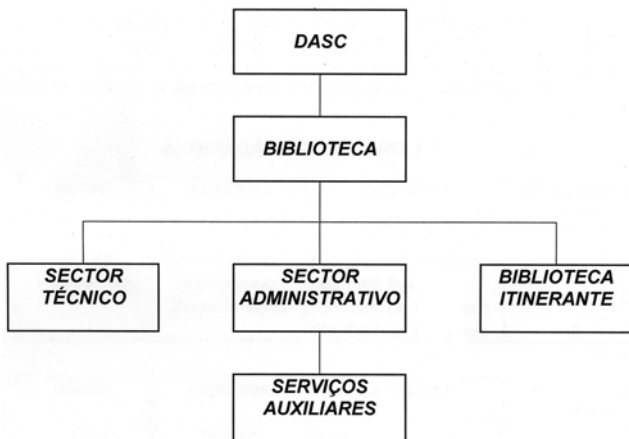 DASC
BIBLIOTECA
SECTOR
TÉCNICO
SECTOR
ADMINISTRATIVO
BIBLIOTECA
ITINERANTE
SERVIÇOS
AUXILIARES